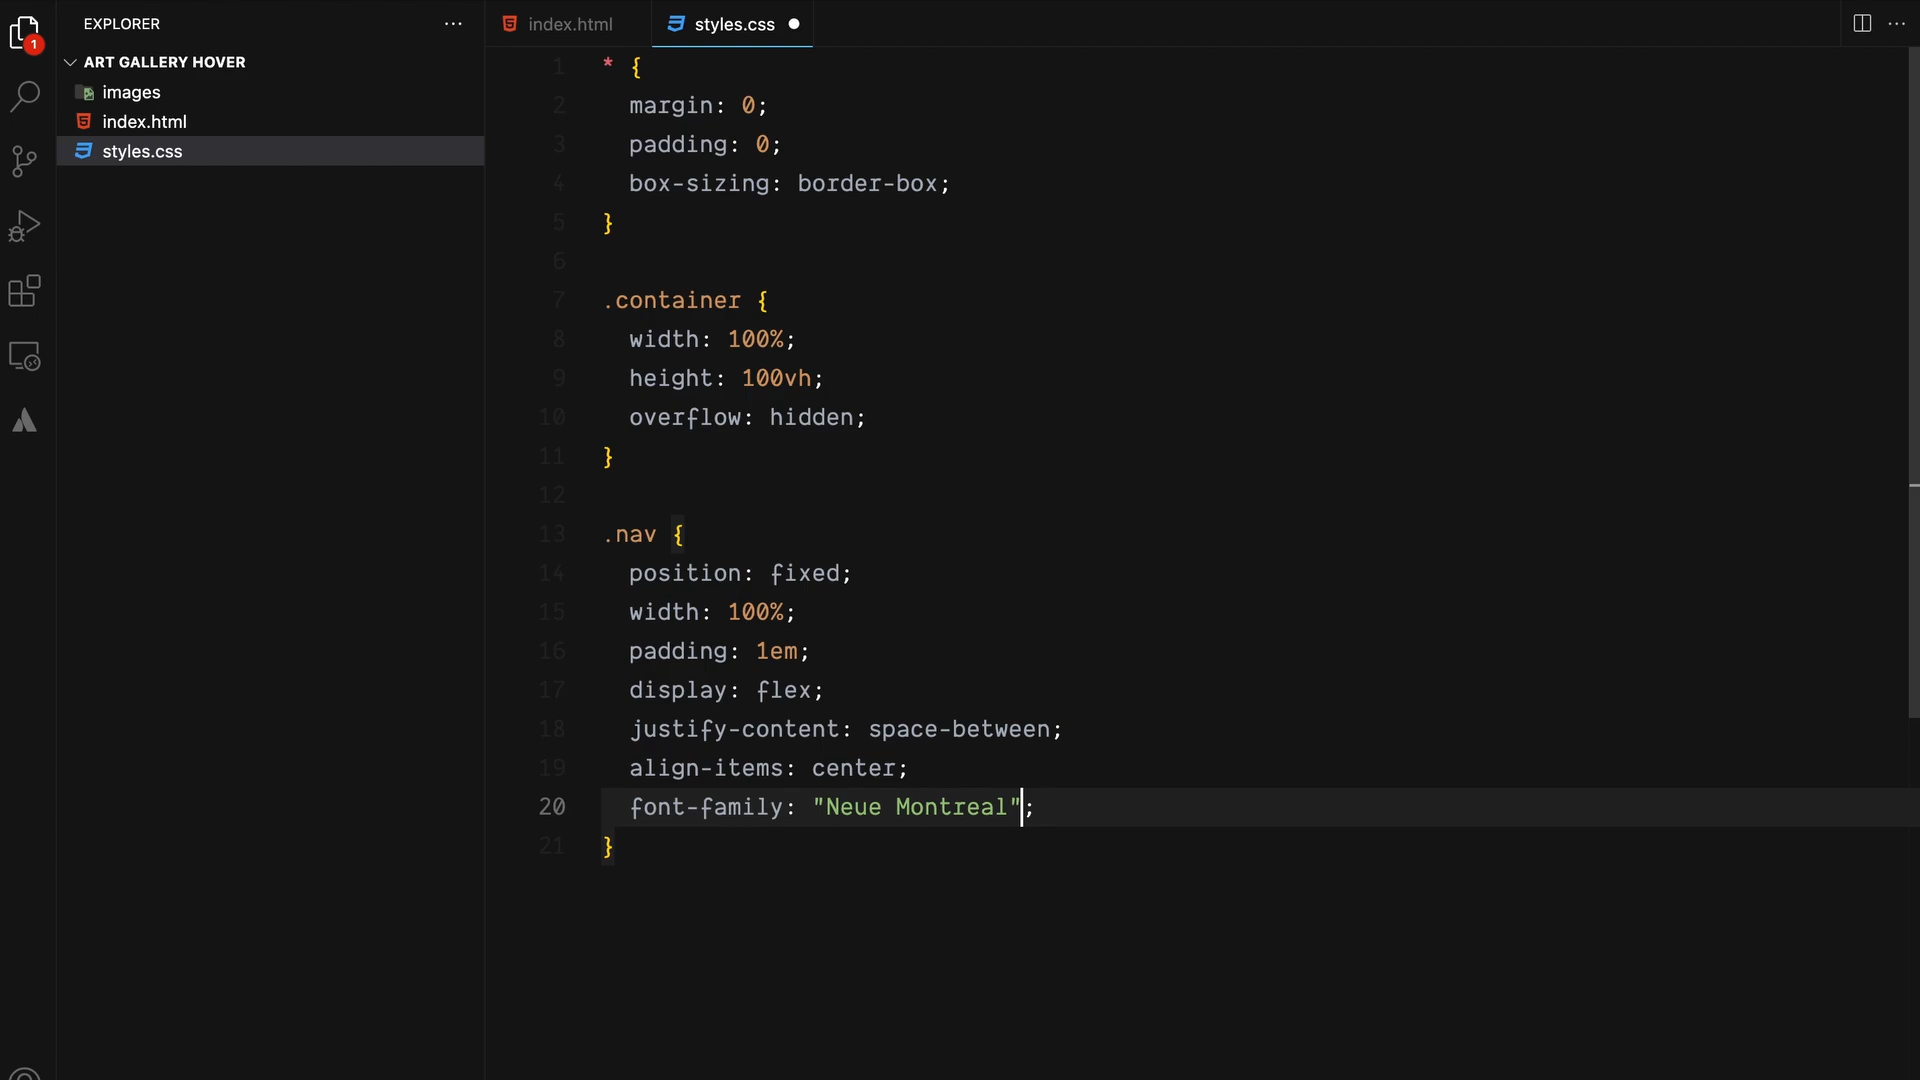 EXPLORER
1
ART GALLERY HOVER
images
index.html
styles.css
index.html
styles.css
1 * {
2 margin: 0;
3 padding: 0;
4 box-sizing: border-box;
5 }
6
7 .container {
8 width: 100%;
9 height: 100vh;
10 overflow: hidden;
11 }
12
13 .nav {
14 position: fixed;
15 width: 100%;
16 padding: 1em;
17 display: flex;
18 justify-content: space-between;
19 align-items: center;
20 font-family: "Neue Montreal";
21 }